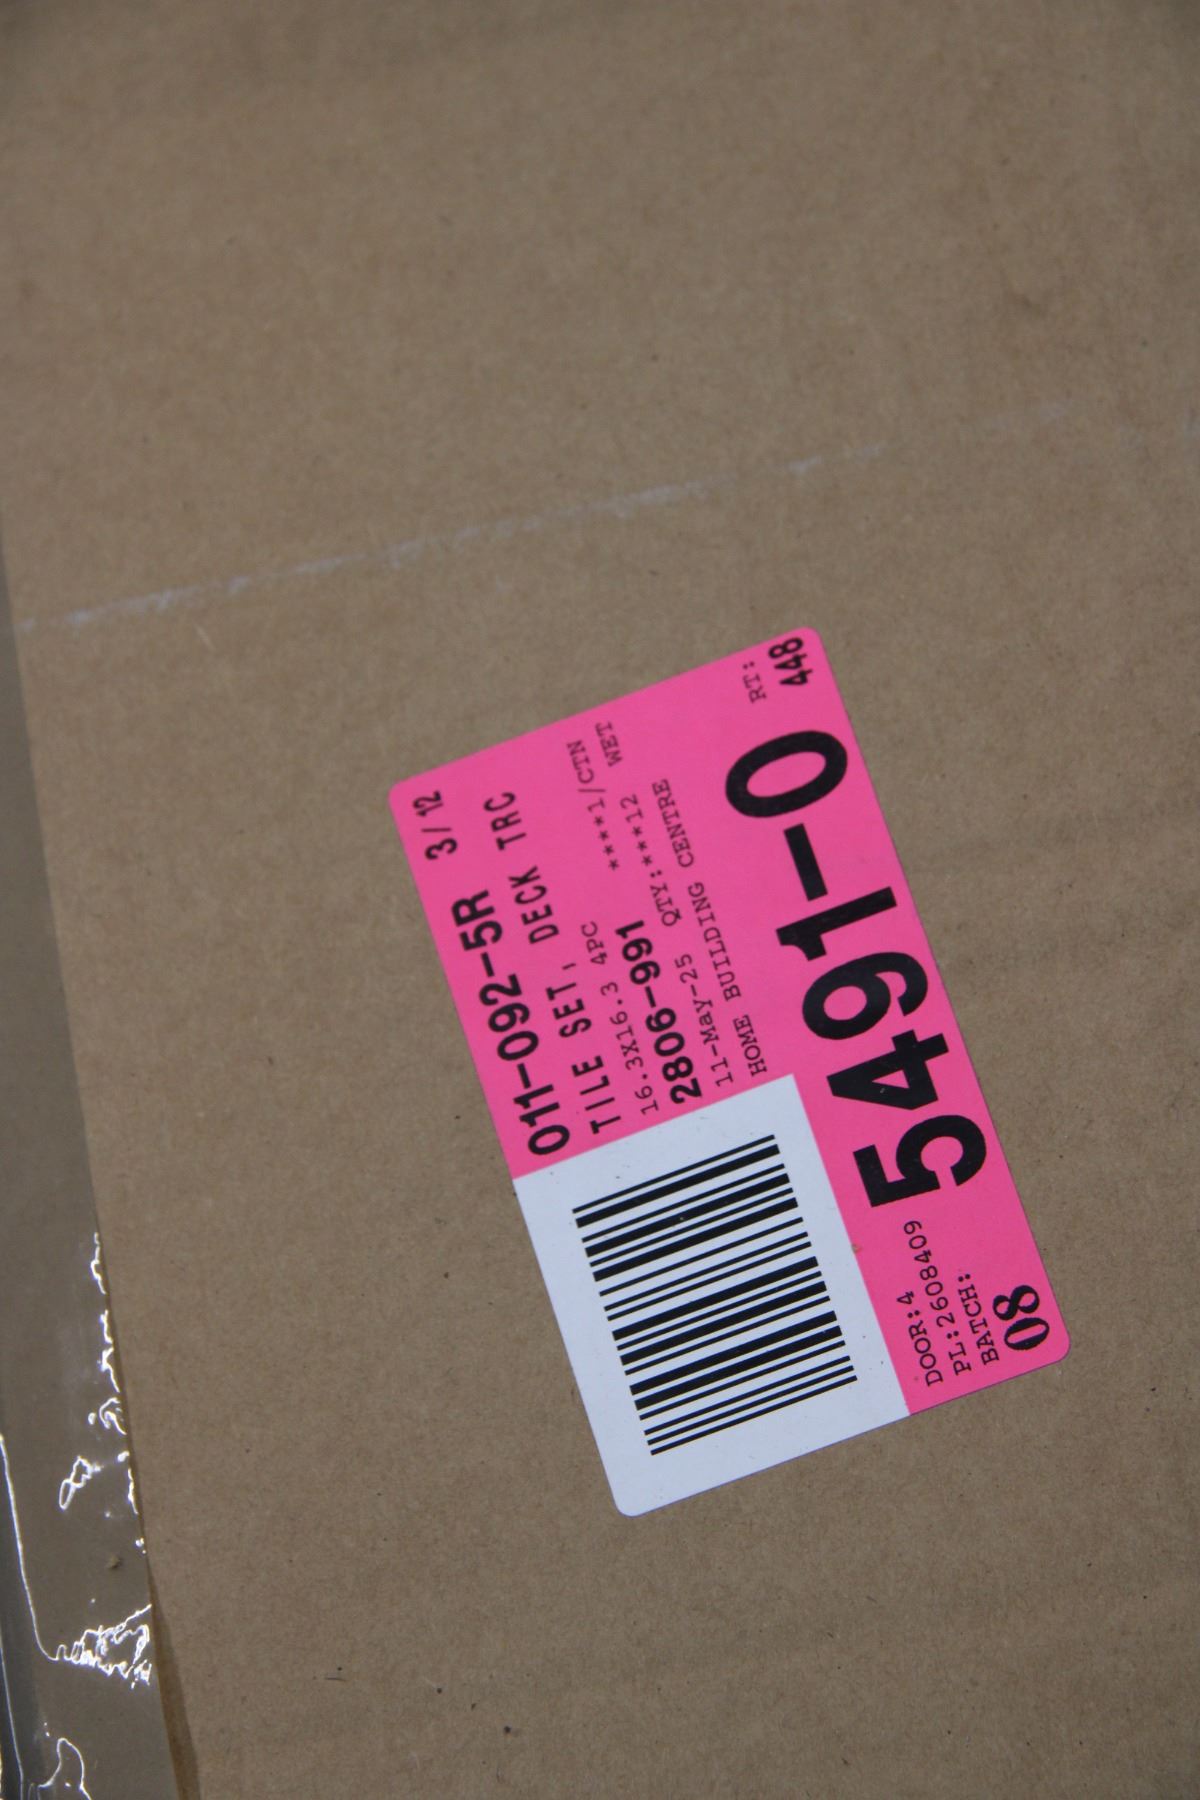 011-092-5R 3/12
TILE SET, DECK TRC
16.3X16.3 4PC ****1/CTN
2806-991 WET
11-May-25 QTY:****12
HOME BUILDING CENTRE
DOOR:4
PL:2608409
BATCH:
08
5491-0
RT:
448